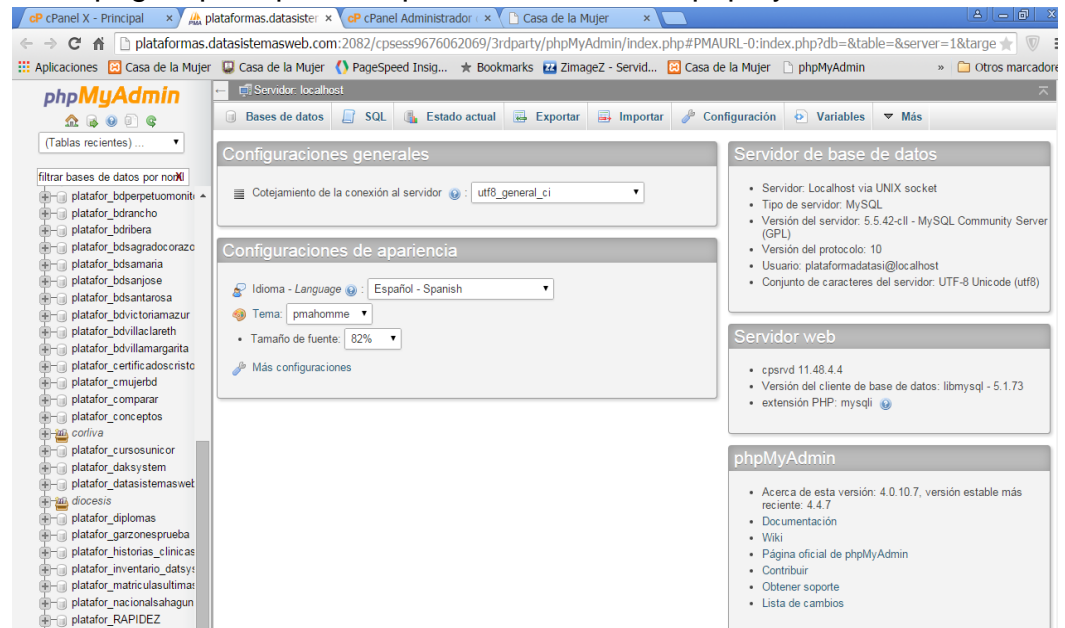 cPanel X - Principal
plataformas.datasister
cPanel Administrador
Casa de la Mujer
plataformas.datasistemasweb.com:2082/cpsess9676062069/3rdparty/phpMyAdmin/index.php#PMAURL-0:index.php?db=&table=&server=1&targe
Aplicaciones Casa de la Mujer Casa de la Mujer PageSpeed Insig... Bookmarks ZimageZ - Servid... Casa de la Mujer phpMyAdmin » Otros marcadore
phpMyAdmin
(Tablas recientes) ...
filtrar bases de datos por nom X
platafor_bdperpetuomonito
platafor_bdrancho
platafor_bdribera
platafor_bdsagradocorazo
platafor_bdsamaria
platafor_bdsanjose
platafor_bdsantarosa
platafor_bdvictoriamazur
platafor_bdvillaclareth
platafor_bdvillamargarita
platafor_certificadoscristo
platafor_cmujerbd
platafor_comparar
platafor_conceptos
corliva
platafor_cursosunicor
platafor_daksystem
platafor_datasistemasweb
diocesis
platafor_diplomas
platafor_garzonesprueba
platafor_historias_clinicas
platafor_inventario_datsys
platafor_matriculasultimas
platafor_nacionalsahagun
platafor_RAPIDEZ
Servidor: localhost
Bases de datos SQL Estado actual Exportar Importar Configuración Variables Más
Configuraciones generales
Cotejamiento de la conexión al servidor : utf8_general_ci
Configuraciones de apariencia
Idioma - Language : Español - Spanish
Tema: pmahomme
Tamaño de fuente: 82%
Más configuraciones
Servidor de base de datos
Servidor: Localhost via UNIX socket
Tipo de servidor: MySQL
Versión del servidor: 5.5.42-cll - MySQL Community Server
(GPL)
Versión del protocolo: 10
Usuario: plataformadatasi@localhost
Conjunto de caracteres del servidor: UTF-8 Unicode (utf8)
Servidor web
cpsrvd 11.48.4.4
Versión del cliente de base de datos: libmysql - 5.1.73
extensión PHP: mysqli
phpMyAdmin
Acerca de esta versión: 4.0.10.7, versión estable más
reciente: 4.4.7
Documentación
Wiki
Página oficial de phpMyAdmin
Contribuir
Obtener soporte
Lista de cambios